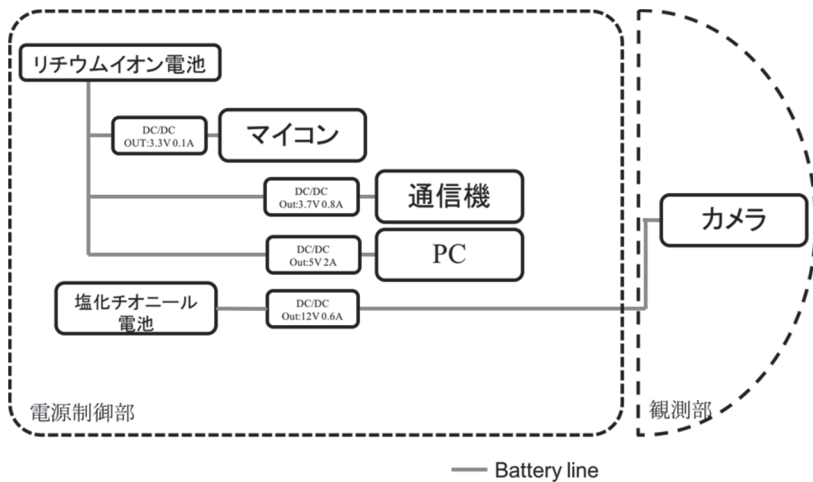 リチウムイオン電池
DC/DC
OUT:3.3V 0.1A
マイコン
DC/DC
Out:3.7V 0.8A
通信機
カメラ
DC/DC
Out:5V 2A
PC
塩化チオニール
電池
DC/DC
Out:12V 0.6A
電源制御部
観測部
Battery line